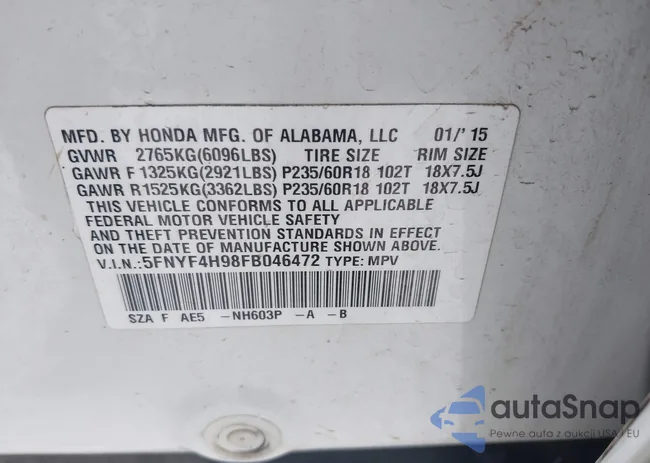 MFD. BY HONDA MFG. OF ALABAMA, LLC 01/'15
GVWR 2765KG(6096LBS) TIRE SIZE RIM SIZE
GAWR F1325KG(2921LBS) P235/60R18 102T 18X7.5J
GAWR R1525KG(3362LBS) P235/60R18 102T 18X7.5J
THIS VEHICLE CONFORMS TO ALL APPLICABLE
FEDERAL MOTOR VEHICLE SAFETY
AND THEFT PREVENTION STANDARDS IN EFFECT
ON THE DATE OF MANUFACTURE SHOWN ABOVE.
V.I.N.:5FNYF4H98FB046472 TYPE: MPV
SZA F AE5 -NH603P -A -B
autaSnap
Pewne auta z aukcji USA i EU